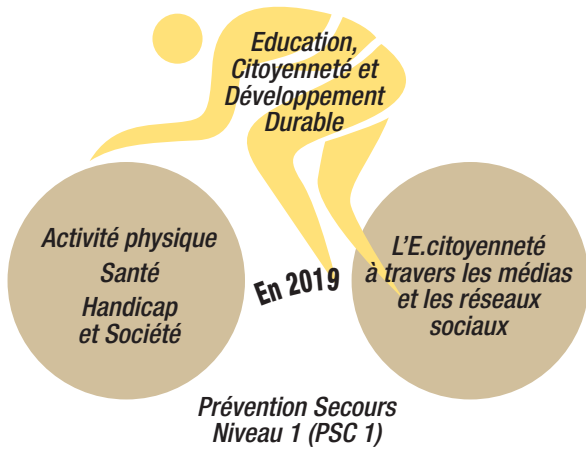 Education,
Citoyenneté et
Développement
Durable
Activité physique
Santé
Handicap
et Société
En 2019
L'E.citoyenneté
à travers les médias
et les réseaux
sociaux
Prévention Secours
Niveau 1 (PSC 1)